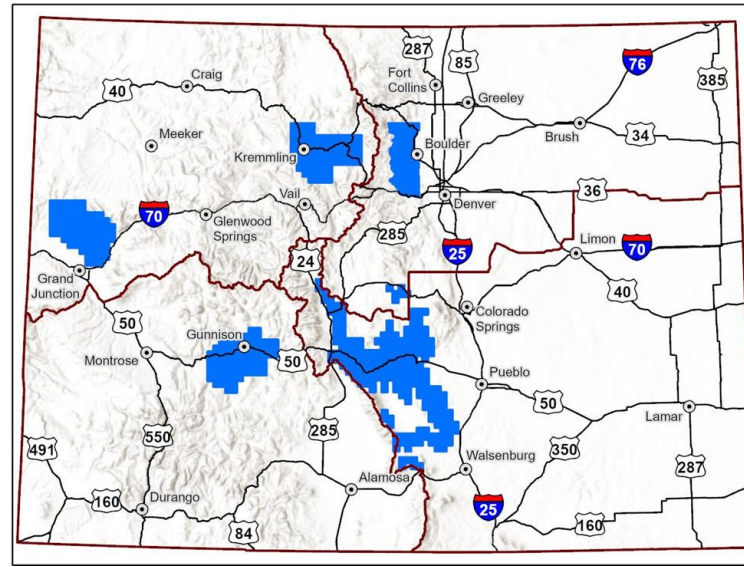 287
85
76
385
Craig
40
Fort
Collins
Greeley
Meeker
Brush
34
Kremmling
Boulder
Vail
36
70
Glenwood
Springs
Denver
285
25
Limon
70
24
Grand
Junction
40
Colorado
Springs
50
Gunnison
Montrose
50
Pueblo
50
Lamar
285
550
491
350
Walsenburg
287
Alamosa
160
Durango
25
84
160